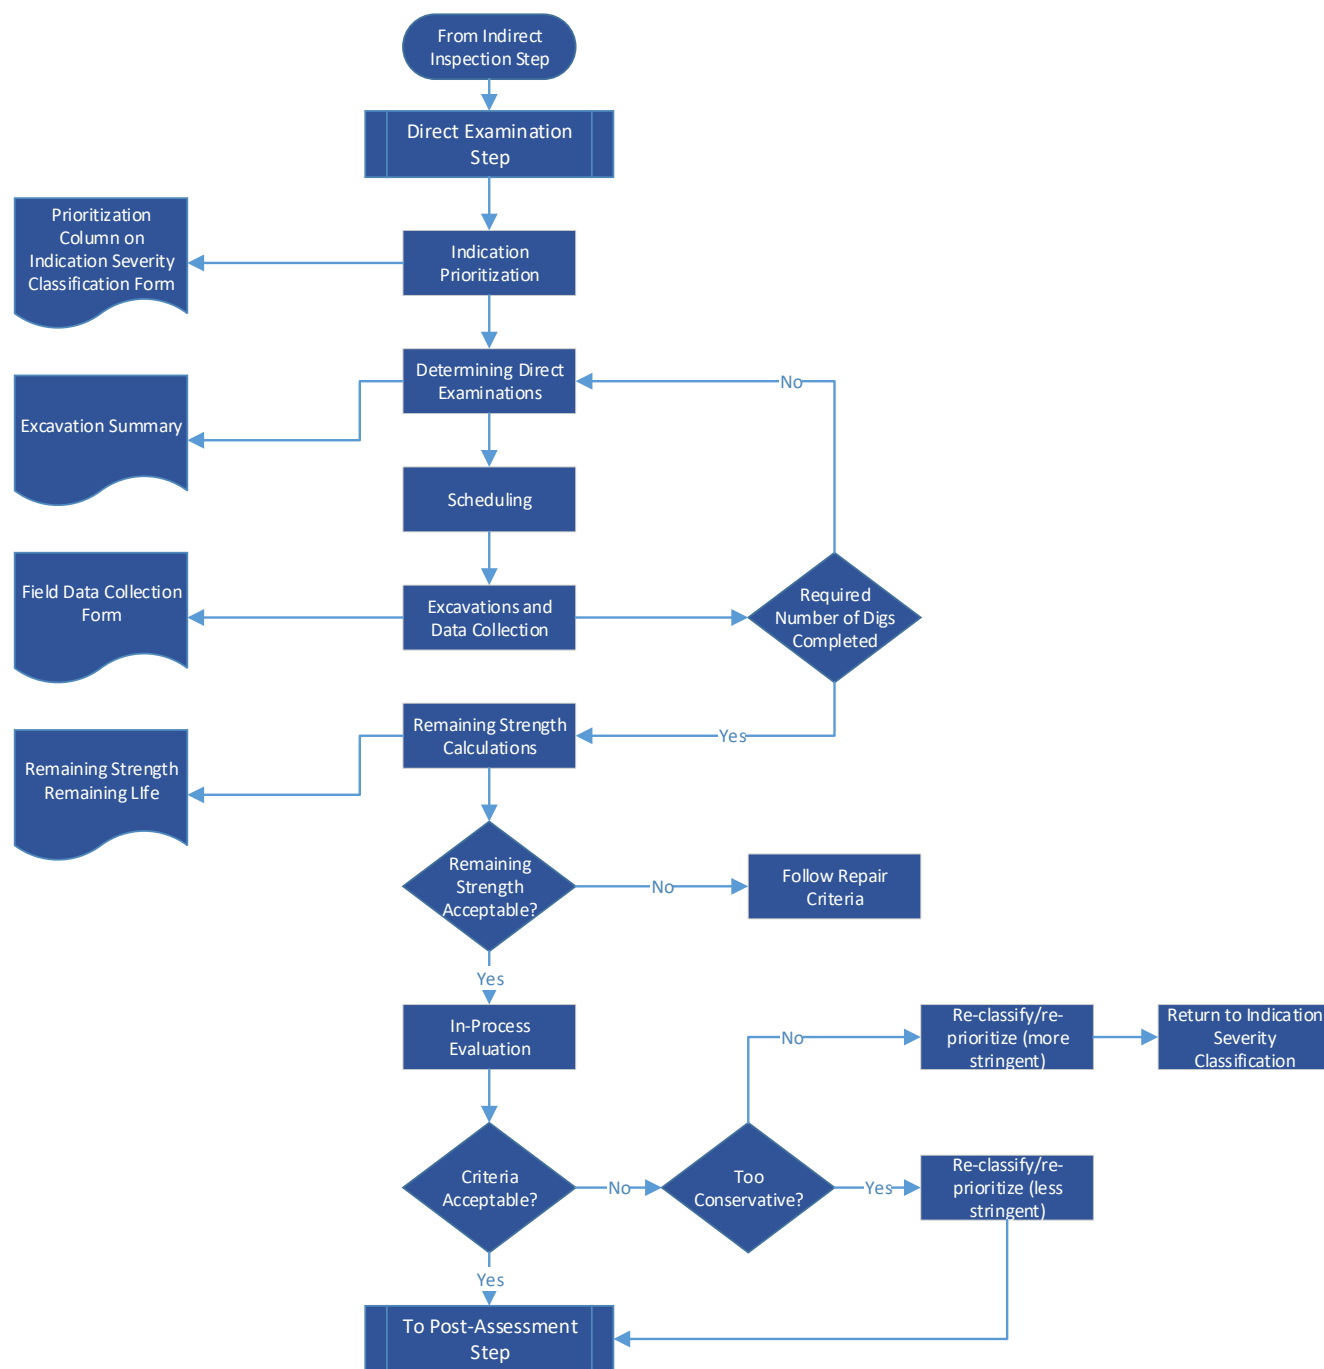 From Indirect
Inspection Step
Direct Examination
Step
Prioritization
Column on
Indication Severity
Classification Form
Indication
Prioritization
Determining Direct
Examinations
No
Excavation Summary
Scheduling
Field Data Collection
Form
Excavations and
Data Collection
Required
Number of Digs
Completed
Remaining Strength
Calculations
Yes
Remaining Strength
Remaining LIfe
Remaining
Strength
Acceptable?
No
Follow Repair
Criteria
Yes
In-Process
Evaluation
No
Re-classify/re-
prioritize (more
stringent)
Return to Indication
Severity
Classification
Criteria
Acceptable?
No
Too
Conservative?
Yes
Re-classify/re-
prioritize (less
stringent)
Yes
To Post-Assessment
Step